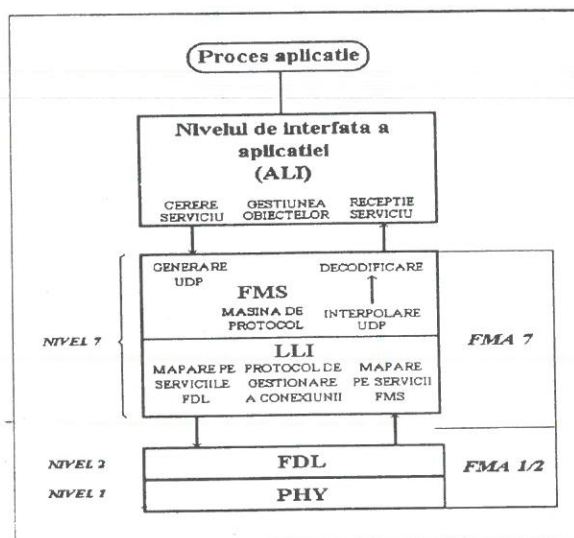 Proces aplicatie
Nivelul de interfata a
aplicatiei
(ALI)
CERERE GESTIUNEA RECEPTIE
SERVICIU OBIECTELOR SERVICIU
GENERARE DECODIFICARE
UDP
FMS
MASINA DE INTERPOLARE
PROTOCOL UDP
NIVEL 7
FMA 7
LLI
MAPARE PE PROTOCOL DE MAPARE
SERVICIILE GESTIONARE PE SERVICII
FDL A CONEXIUNII FMS
NIVEL 2 FDL FMA 1/2
NIVEL 1 PHY